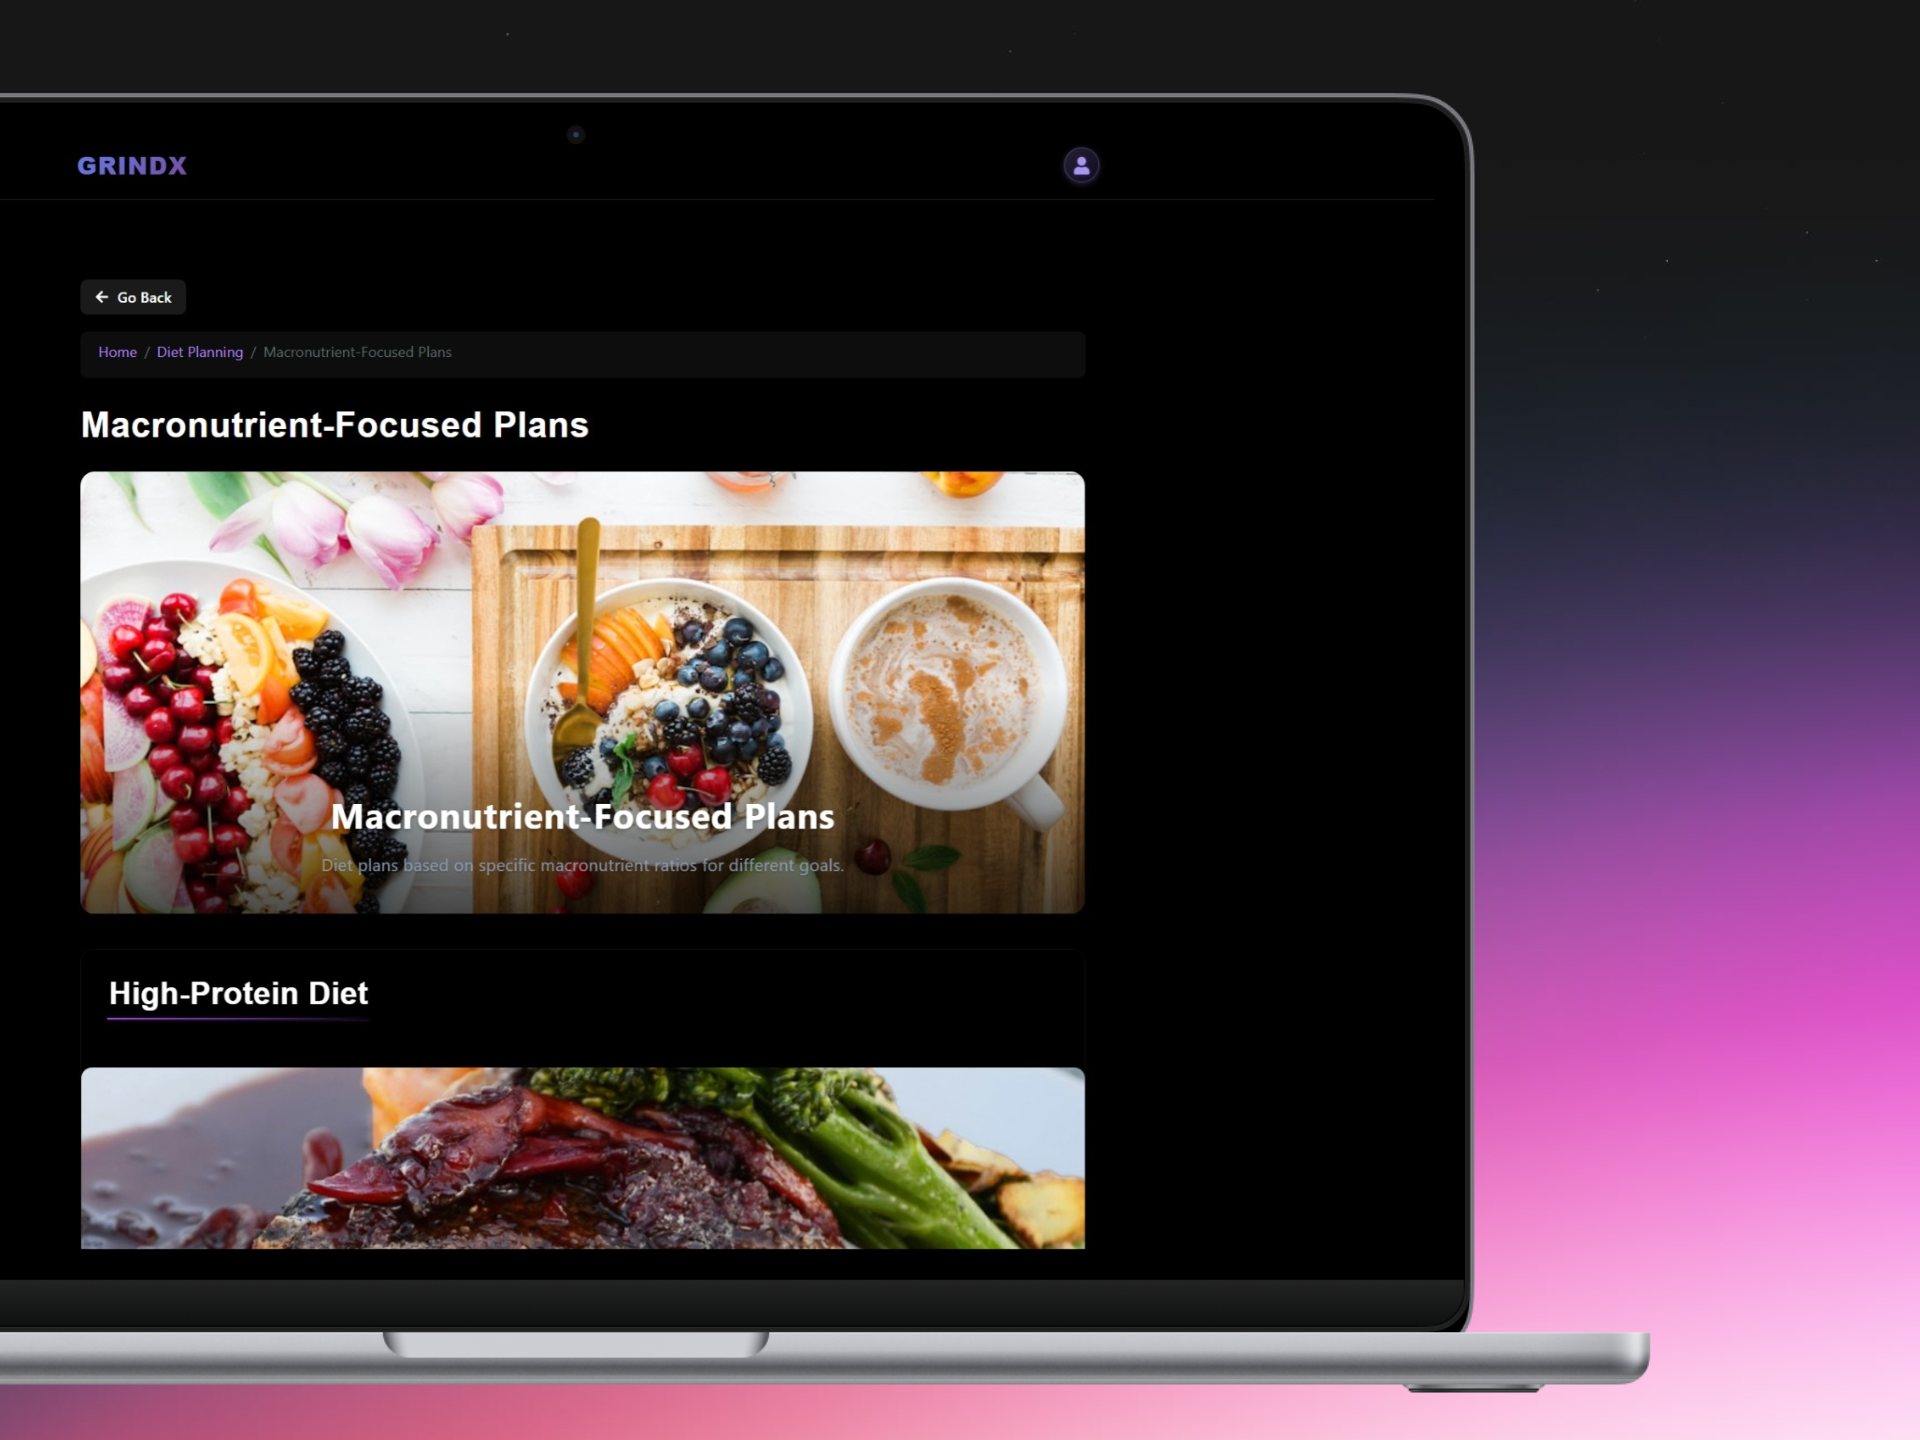 GRINDX
Go Back
Home / Diet Planning / Macronutrient-Focused Plans
Macronutrient-Focused Plans
Macronutrient-Focused Plans
Diet plans based on specific macronutrient ratios for different goals.
High-Protein Diet